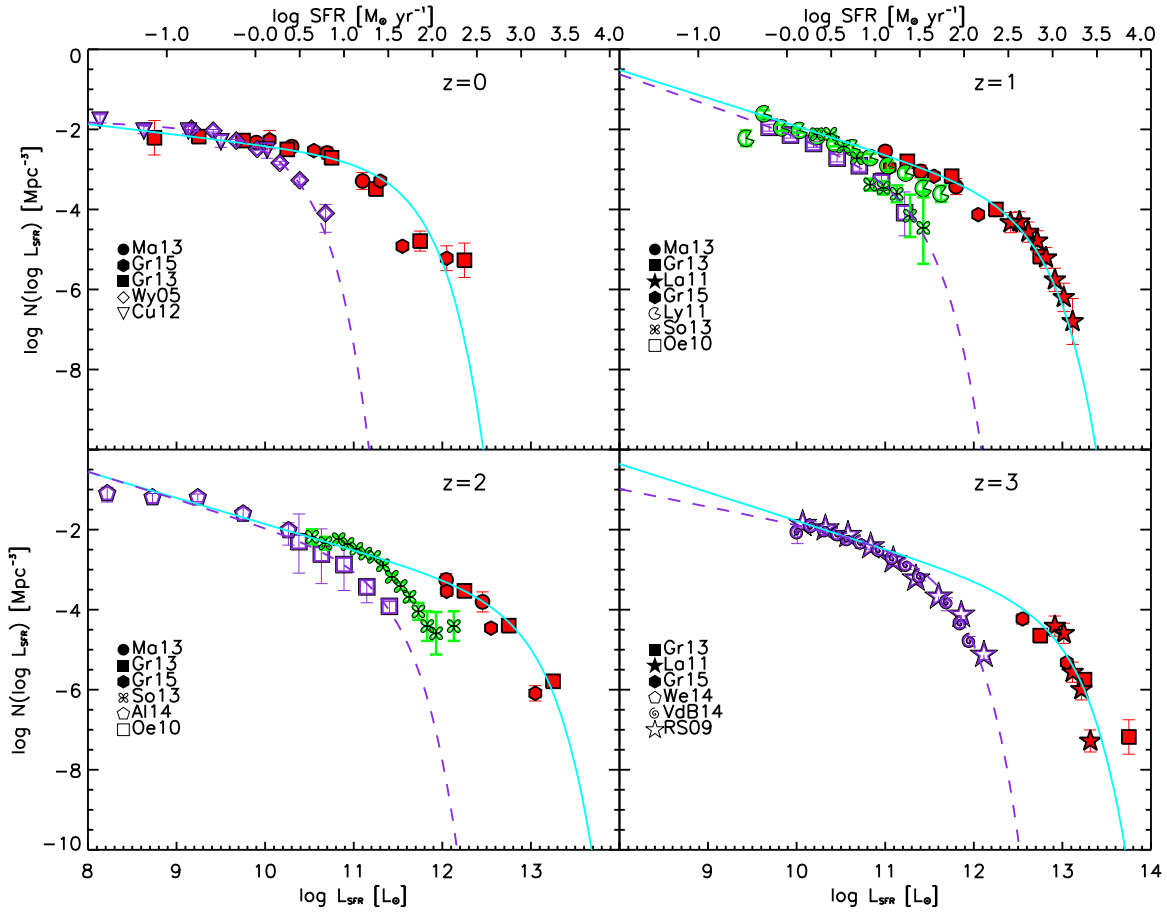 log SFR [M⊙ yr⁻¹]
log SFR [M⊙ yr⁻¹]
-1.0 -0.0 0.5 1.0 1.5 2.0 2.5 3.0 3.5 4.0
-1.0 0.0 0.5 1.0 1.5 2.0 2.5 3.0 3.5 4.0
0
-2
-4
-6
-8
log N(log L_SFR) [Mpc⁻³]
z=0
Ma13
Gr15
Gr13
Wy05
Cu12
z=1
Ma13
Gr13
La11
Gr15
Ly11
So13
Oe10
-2
-4
-6
-8
-10
log N(log L_SFR) [Mpc⁻³]
z=2
Ma13
Gr13
Gr15
So13
Al14
Oe10
z=3
Gr13
La11
Gr15
We14
VdB14
RS09
8 9 10 11 12 13
9 10 11 12 13 14
log L_SFR [L⊙]
log L_SFR [L⊙]